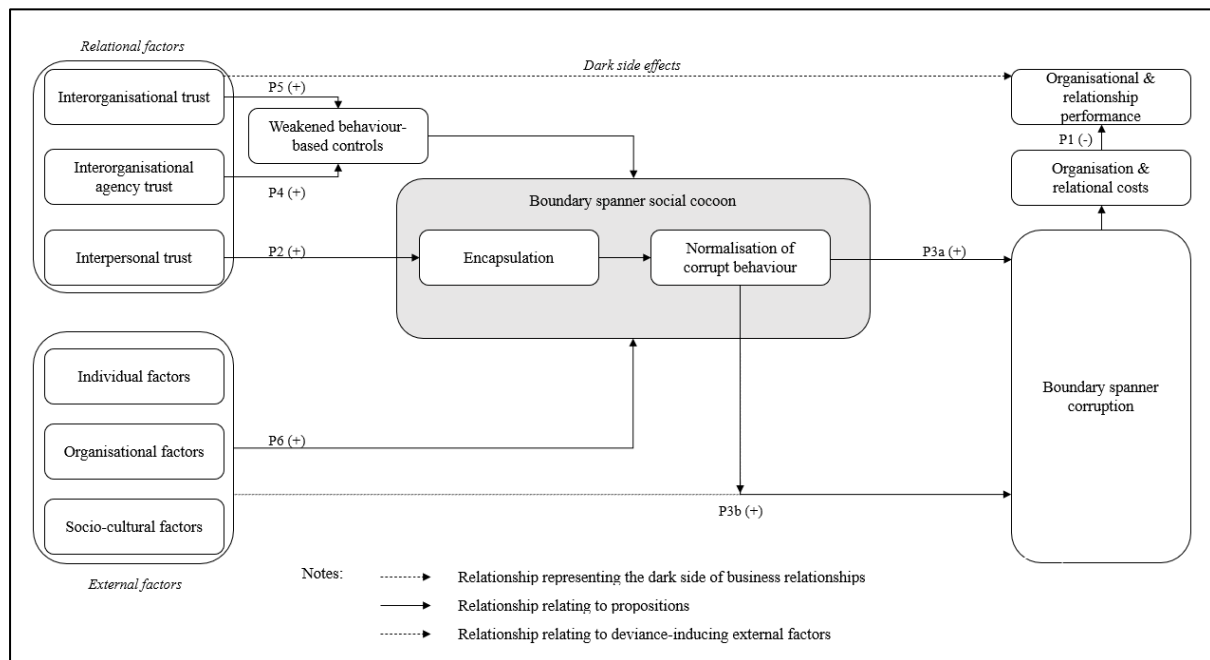 Relational factors
Dark side effects
Interorganisational trust
P5 (+)
Organisational &
relationship
performance
Weakened behaviour-
based controls
P1 (-)
Interorganisational
agency trust
P4 (+)
Organisation &
relational costs
Boundary spanner social cocoon
Interpersonal trust
P2 (+)
Encapsulation
Normalisation of
corrupt behaviour
P3a (+)
Individual factors
Boundary spanner
corruption
Organisational factors
P6 (+)
Socio-cultural factors
P3b (+)
External factors
Notes:
Relationship representing the dark side of business relationships
Relationship relating to propositions
Relationship relating to deviance-inducing external factors